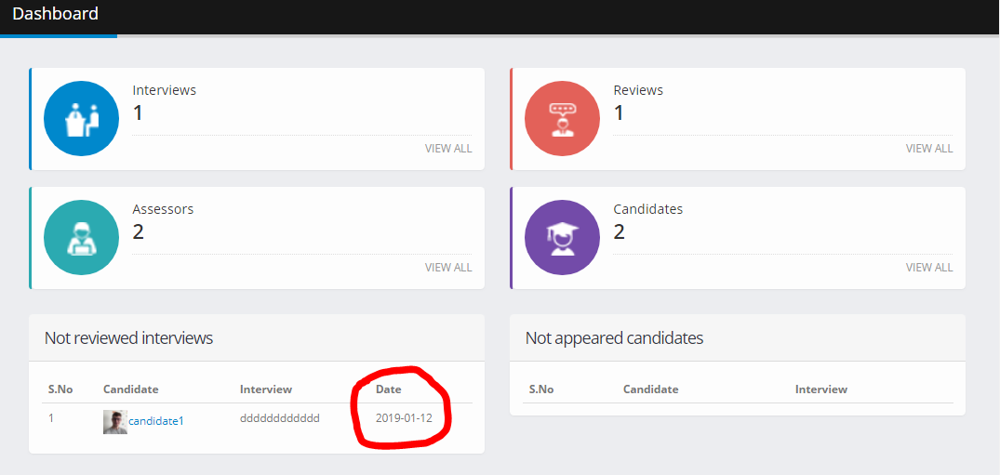 Dashboard
Interviews
1
VIEW ALL
Reviews
1
VIEW ALL
Assessors
2
VIEW ALL
Candidates
2
VIEW ALL
Not reviewed interviews
S.No Candidate Interview Date
1 candidate1 dddddddddddd 2019-01-12
Not appeared candidates
S.No Candidate Interview